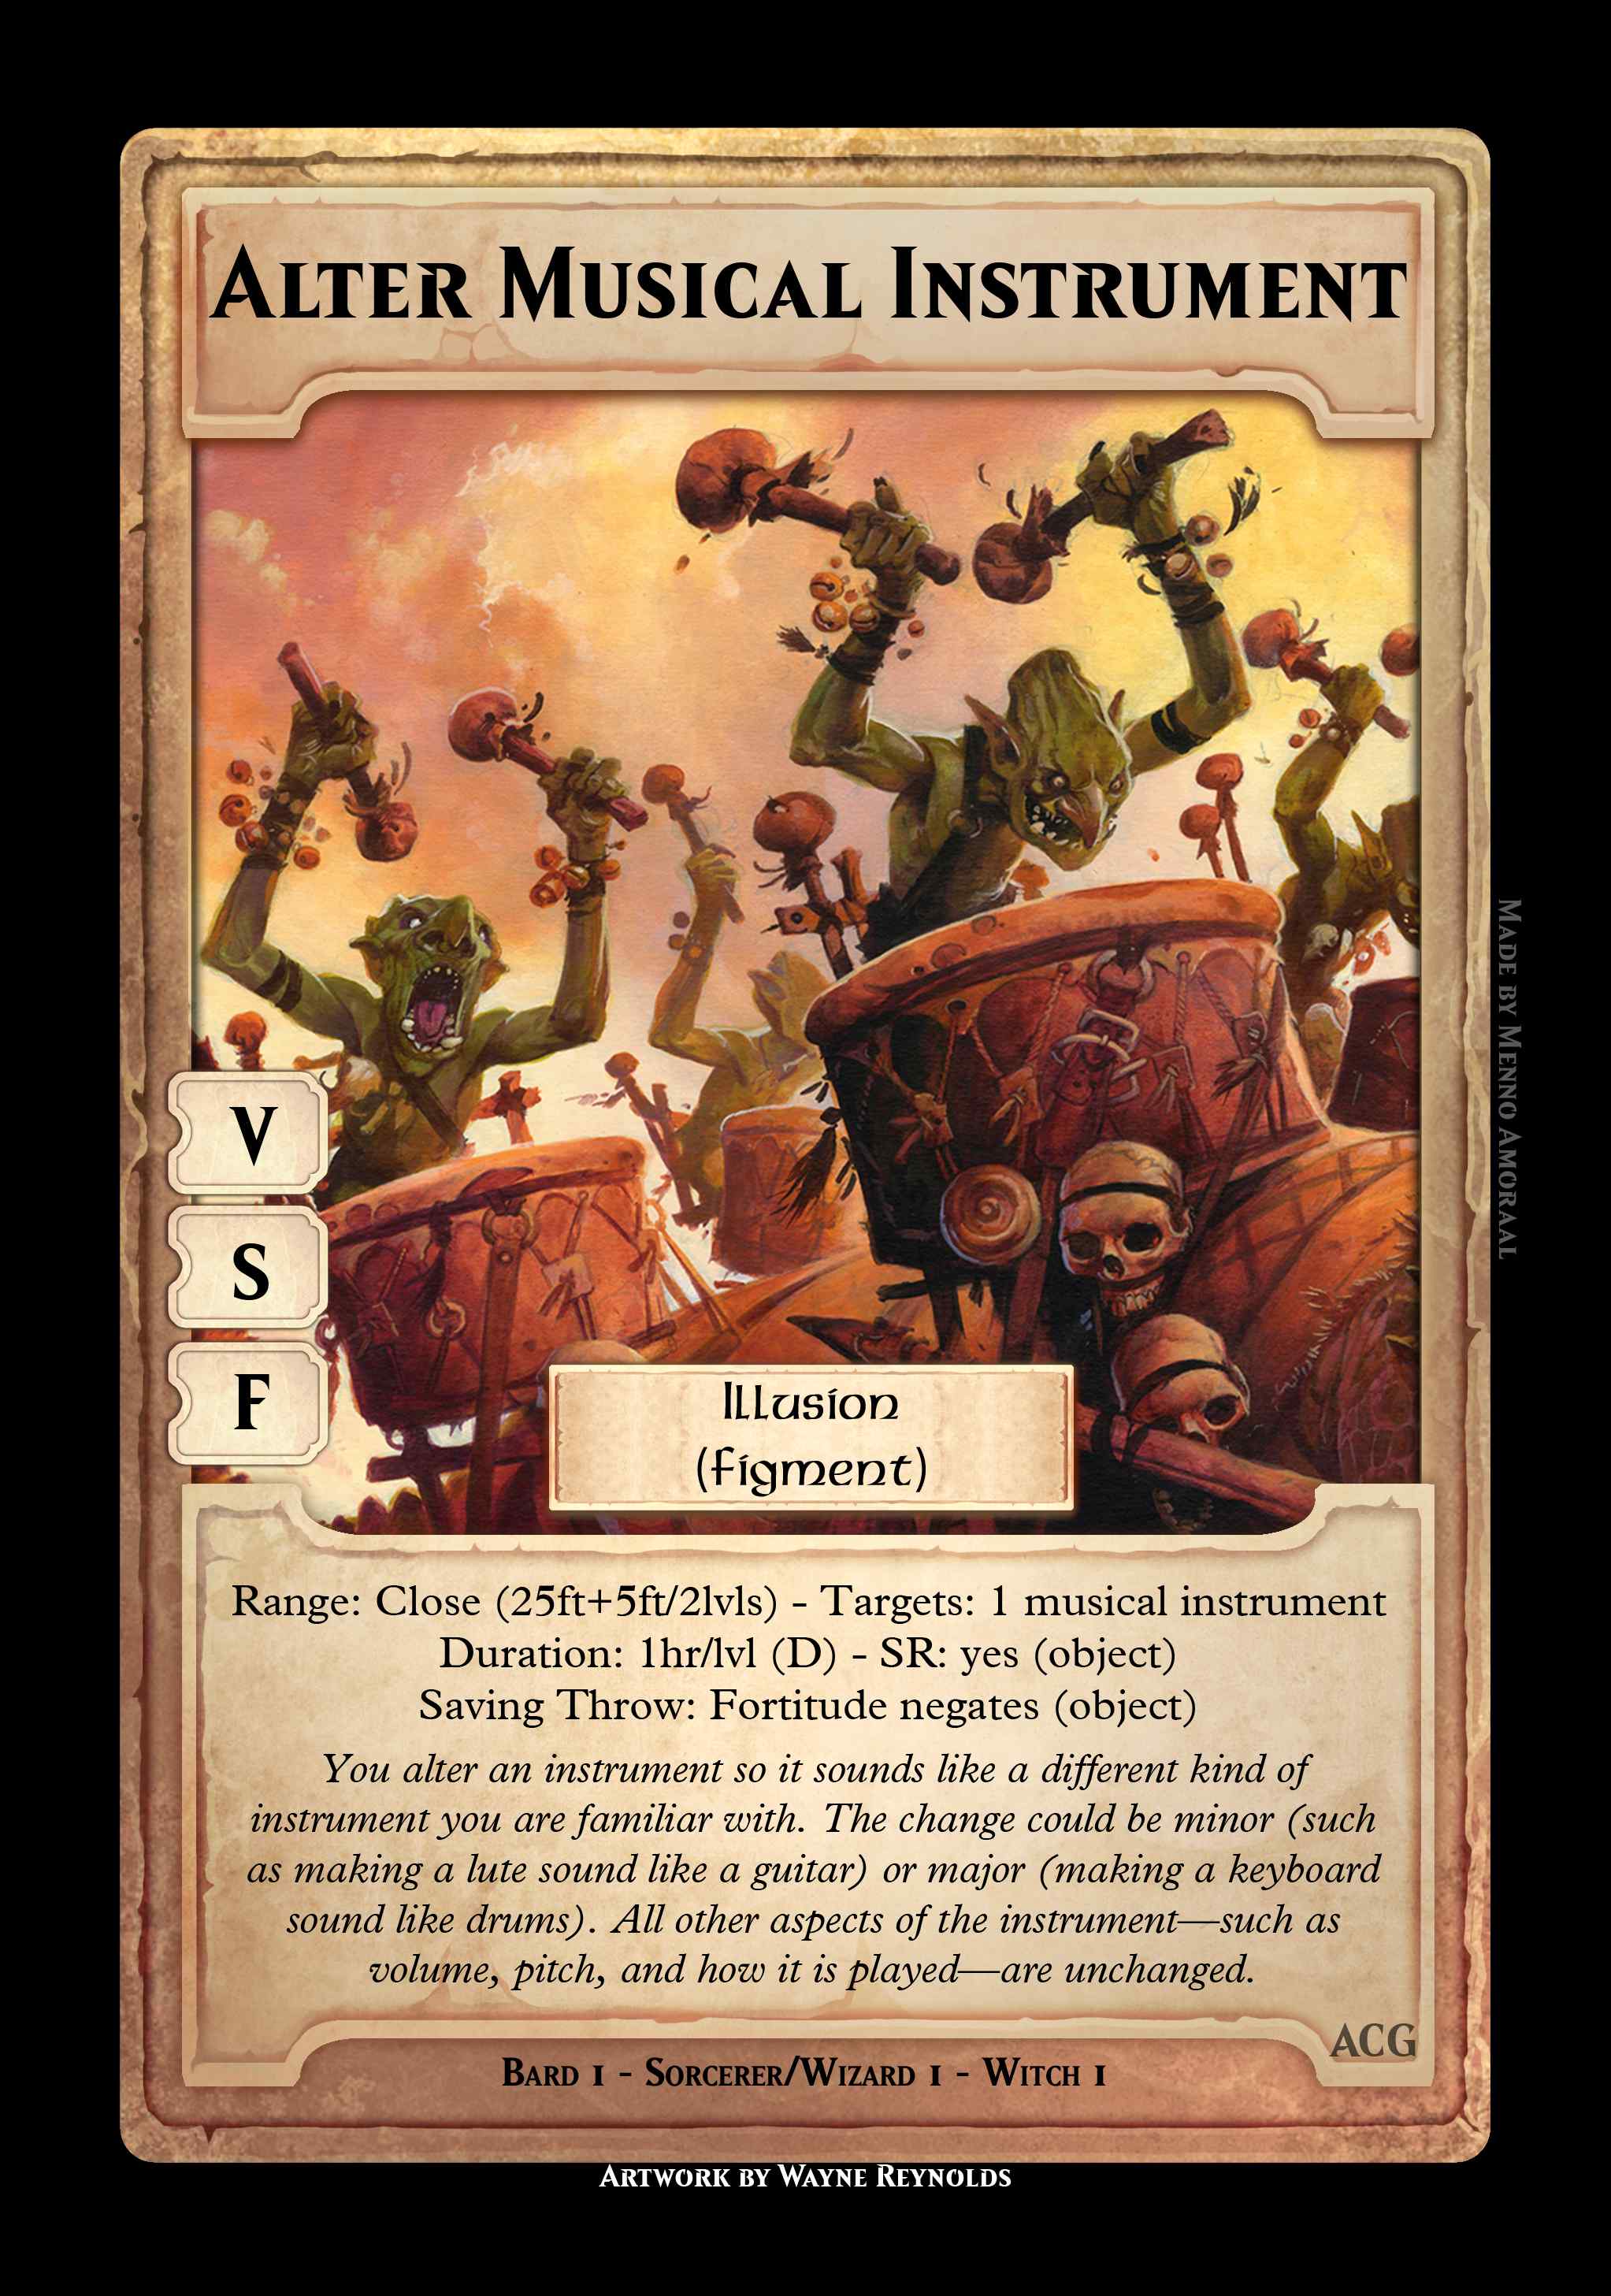 Alter Musical Instrument
V
S
F
Illusion
(Figment)
Range: Close (25ft+5ft/2lvls) - Targets: 1 musical instrument
Duration: 1hr/lvl (D) - SR: yes (object)
Saving Throw: Fortitude negates (object)
You alter an instrument so it sounds like a different kind of
instrument you are familiar with. The change could be minor (such
as making a lute sound like a guitar) or major (making a keyboard
sound like drums). All other aspects of the instrument—such as
volume, pitch, and how it is played—are unchanged.
ACG
Bard 1 - Sorcerer/Wizard 1 - Witch 1
Artwork by Wayne Reynolds
Made by Menno Amoraal